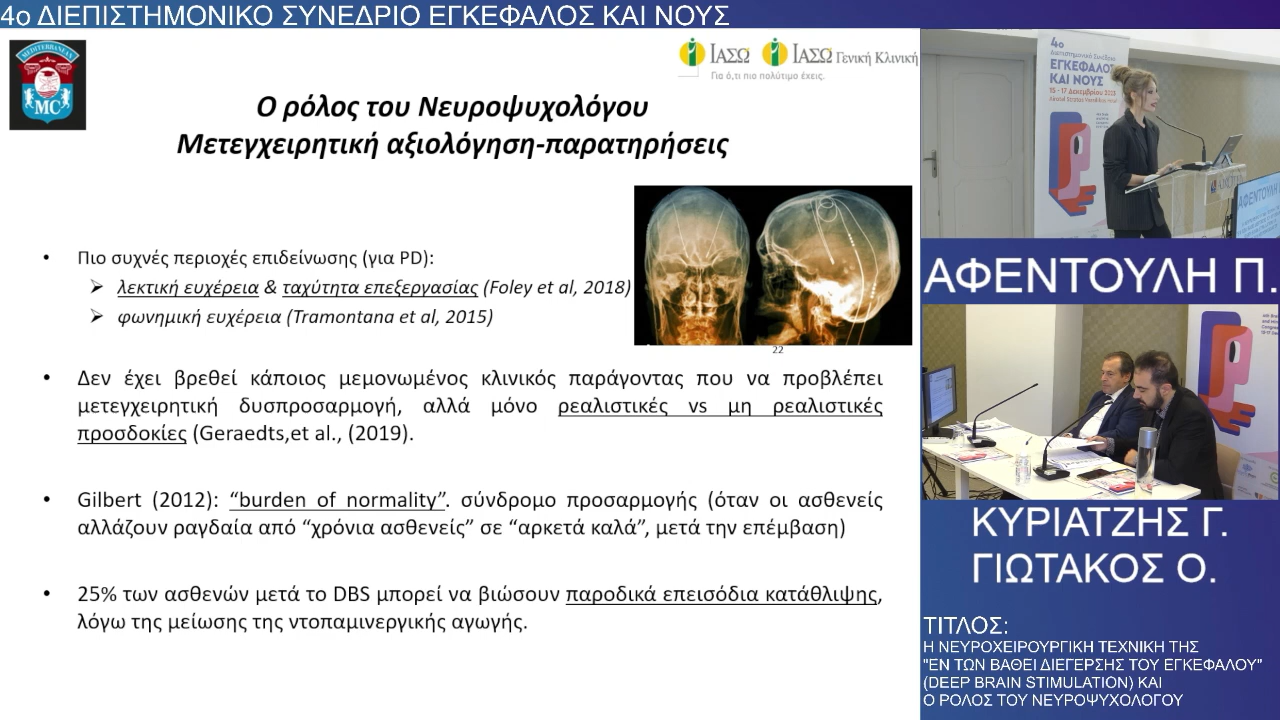 4ο ΔΙΕΠΙΣΤΗΜΟΝΙΚΟ ΣΥΝΕΔΡΙΟ ΕΓΚΕΦΑΛΟΣ ΚΑΙ ΝΟΥΣ
MEDITERRANEAN
MC
ΙΑΣΩ
ΙΑΣΩ Γενική Κλινική
Για ό,τι πιο πολύτιμο έχεις.
Ο ρόλος του Νευροψυχολόγου
Μετεγχειρητική αξιολόγηση-παρατηρήσεις
• Πιο συχνές περιοχές επιδείνωσης (για PD):
➢ λεκτική ευχέρεια & ταχύτητα επεξεργασίας (Foley et al, 2018)
➢ φωνημική ευχέρεια (Tramontana et al, 2015)
22
• Δεν έχει βρεθεί κάποιος μεμονωμένος κλινικός παράγοντας που να προβλέπει
μετεγχειρητική δυσπροσαρμογή, αλλά μόνο ρεαλιστικές vs μη ρεαλιστικές
προσδοκίες (Geraedts,et al., (2019).
• Gilbert (2012): “burden of normality”. σύνδρομο προσαρμογής (όταν οι ασθενείς
αλλάζουν ραγδαία από “χρόνια ασθενείς” σε “αρκετά καλά”, μετά την επέμβαση)
• 25% των ασθενών μετά το DBS μπορεί να βιώσουν παροδικά επεισόδια κατάθλιψης,
λόγω της μείωσης της ντοπαμινεργικής αγωγής.
4ο
Διεπιστημονικό Συνέδριο
ΕΓΚΕΦΑΛΟΣ
ΚΑΙ ΝΟΥΣ
ΑΦΕΝΤΟΥΛΗ
ΑΦΕΝΤΟΥΛΗ Π.
ΚΥΡΙΑΤΖΗΣ Γ.
ΓΙΩΤΑΚΟΣ Ο.
ΤΙΤΛΟΣ:
Η ΝΕΥΡΟΧΕΙΡΟΥΡΓΙΚΗ ΤΕΧΝΙΚΗ ΤΗΣ
"ΕΝ ΤΩΝ ΒΑΘΕΙ ΔΙΕΓΕΡΣΗΣ ΤΟΥ ΕΓΚΕΦΑΛΟΥ"
(DEEP BRAIN STIMULATION) ΚΑΙ
Ο ΡΟΛΟΣ ΤΟΥ ΝΕΥΡΟΨΥΧΟΛΟΓΟΥ